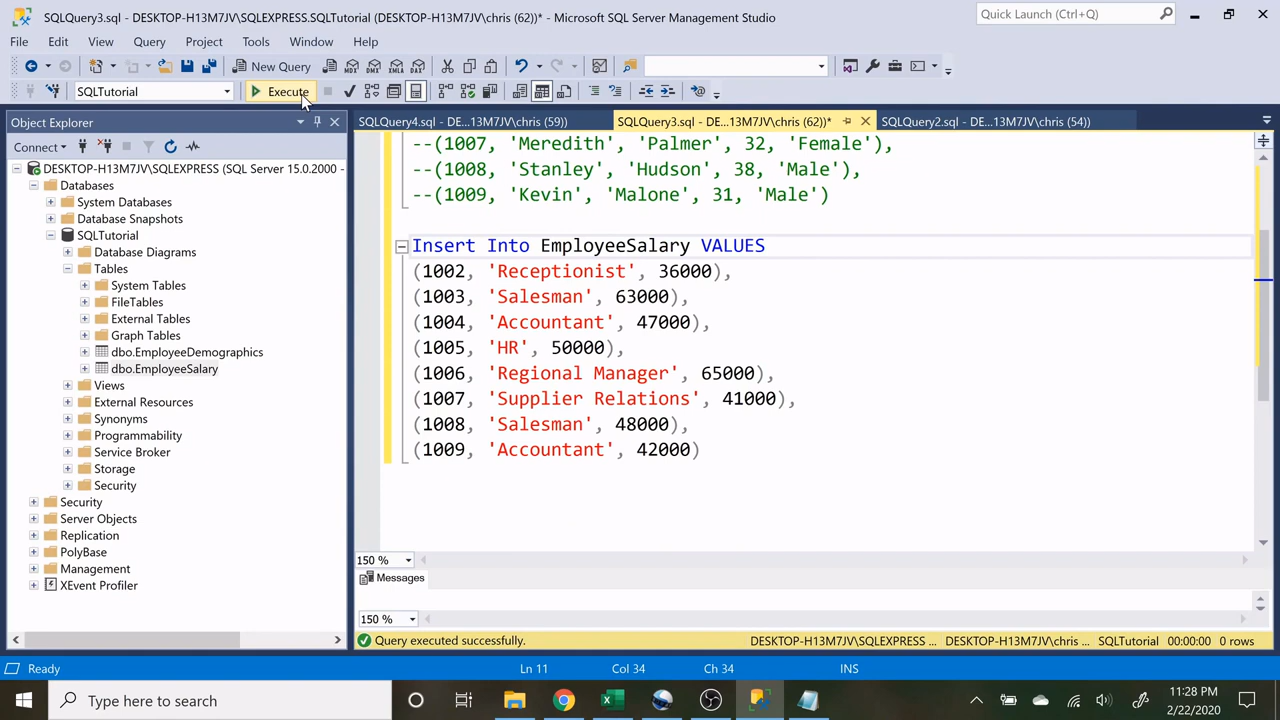 SQLQuery3.sql - DESKTOP-H13M7JV\SQLEXPRESS.SQLTutorial (DESKTOP-H13M7JV\chris (62))* - Microsoft SQL Server Management Studio
Quick Launch (Ctrl+Q)
File Edit View Query Project Tools Window Help
New Query MDX DMX XMLA DAX
SQLTutorial Execute
Object Explorer
SQLQuery4.sql - DE...13M7JV\chris (59)) SQLQuery3.sql - DE...13M7JV\chris (62))* SQLQuery2.sql - DE...13M7JV\chris (54))
Connect
DESKTOP-H13M7JV\SQLEXPRESS (SQL Server 15.0.2000 -
Databases
System Databases
Database Snapshots
SQLTutorial
Database Diagrams
Tables
System Tables
FileTables
External Tables
Graph Tables
dbo.EmployeeDemographics
dbo.EmployeeSalary
Views
External Resources
Synonyms
Programmability
Service Broker
Storage
Security
Security
Server Objects
Replication
PolyBase
Management
XEvent Profiler
--(1007, 'Meredith', 'Palmer', 32, 'Female'),
--(1008, 'Stanley', 'Hudson', 38, 'Male'),
--(1009, 'Kevin', 'Malone', 31, 'Male')
Insert Into EmployeeSalary VALUES
(1002, 'Receptionist', 36000),
(1003, 'Salesman', 63000),
(1004, 'Accountant', 47000),
(1005, 'HR', 50000),
(1006, 'Regional Manager', 65000),
(1007, 'Supplier Relations', 41000),
(1008, 'Salesman', 48000),
(1009, 'Accountant', 42000)
150 %
Messages
150 %
Query executed successfully. DESKTOP-H13M7JV\SQLEXPRESS ... DESKTOP-H13M7JV\chris ... SQLTutorial 00:00:00 0 rows
Ready Ln 11 Col 34 Ch 34 INS
Type here to search
11:28 PM
2/22/2020